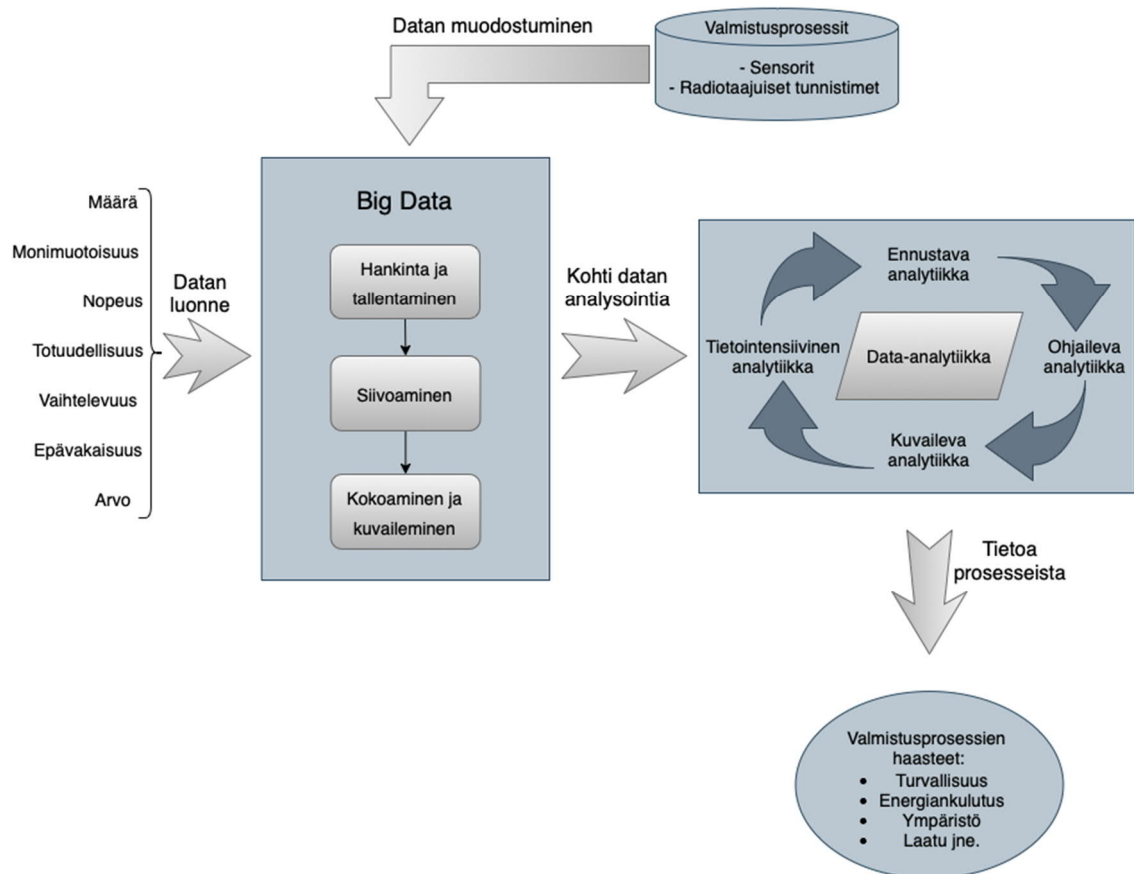 Datan muodostuminen
Valmistusprosessit
- Sensorit
- Radiotaajuiset tunnistimet
Määrä
Monimuotoisuus
Nopeus
Totuudellisuus
Vaihtelevuus
Epävakaisuus
Arvo
Datan
luonne
Big Data
Hankinta ja
tallentaminen
Siivoaminen
Kokoaminen ja
kuvaileminen
Kohti datan
analysointia
Ennustava
analytiikka
Tietointensiivinen
analytiikka
Data-analytiikka
Ohjaileva
analytiikka
Kuvaileva
analytiikka
Tietoa
prosesseista
Valmistusprosessien
haasteet:
• Turvallisuus
• Energiankulutus
• Ympäristö
• Laatu jne.